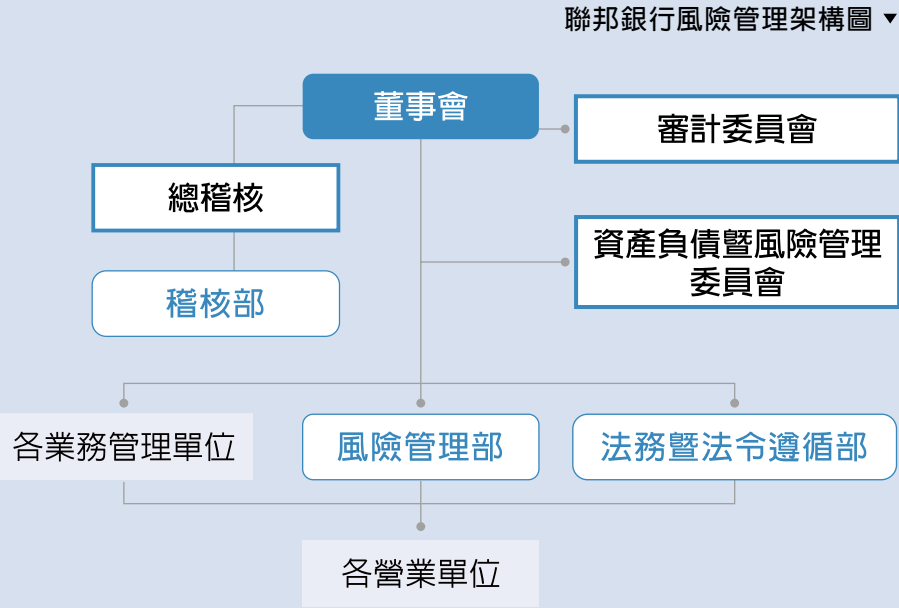 聯邦銀行風險管理架構圖 ▼
董事會
審計委員會
總稽核
資產負債暨風險管理
委員會
稽核部
各業務管理單位
風險管理部
法務暨法令遵循部
各營業單位